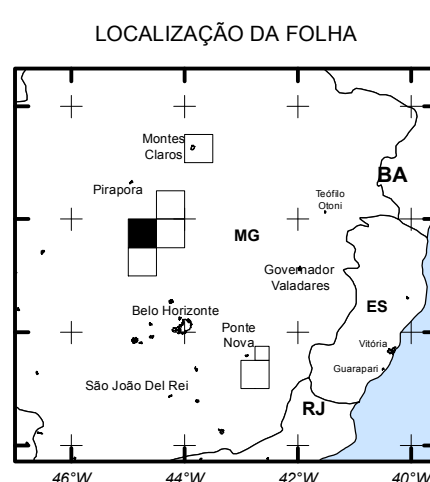 LOCALIZAÇÃO DA FOLHA
Montes
Claros
BA
Pirapora
Teófilo
Otoni
MG
Governador
Valadares
ES
Belo Horizonte
Ponte
Nova
Vitória
Guarapari
São João Del Rei
RJ
46°W
44°W
42°W
40°W